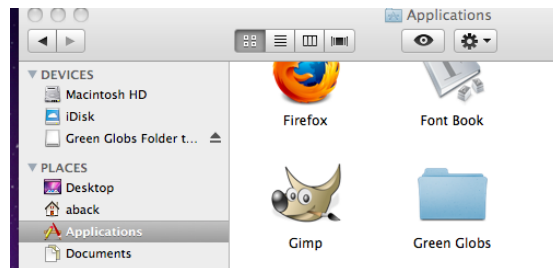 Applications
DEVICES
Macintosh HD
iDisk
Green Globs Folder t...
PLACES
Desktop
aback
Applications
Documents
Firefox
Font Book
Gimp
Green Globs